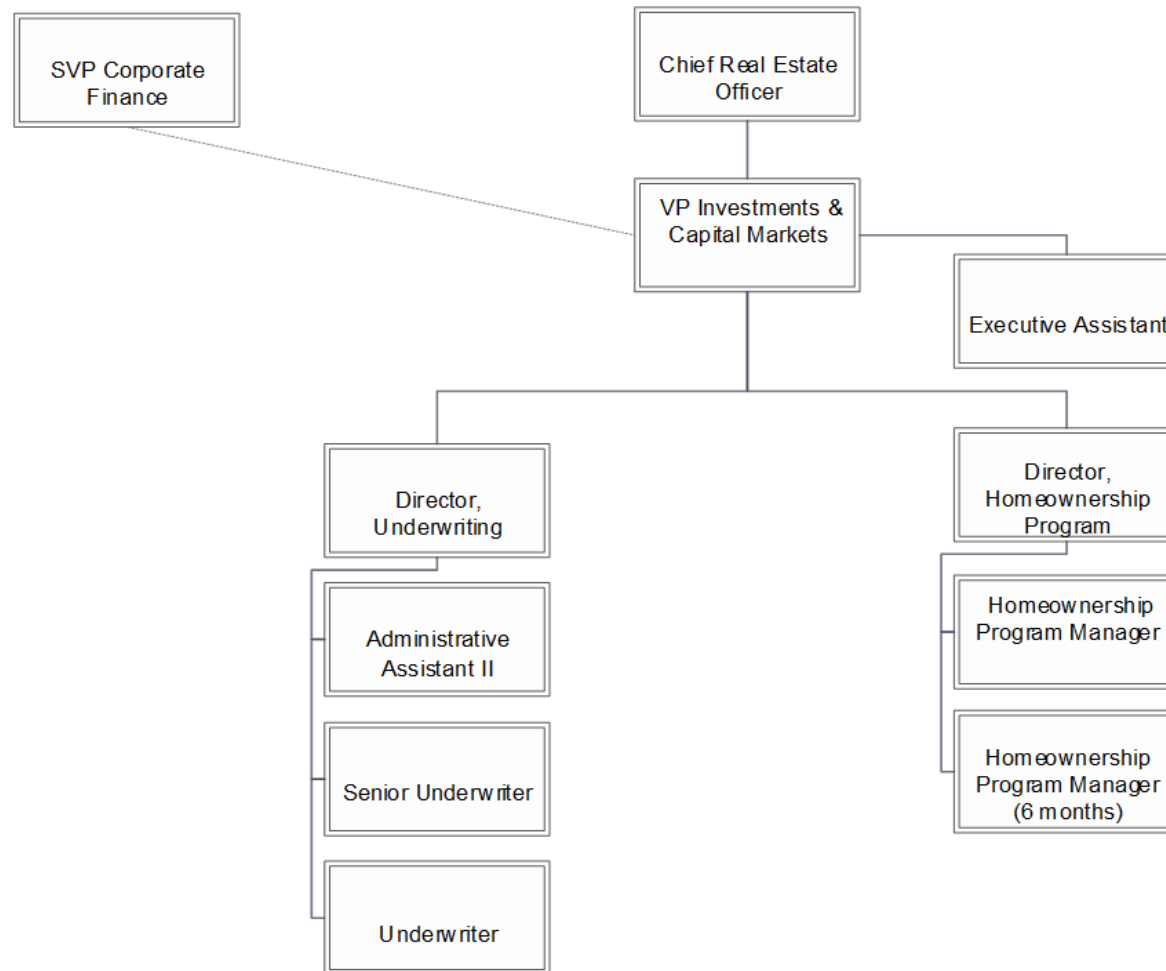 SVP Corporate
Finance
Chief Real Estate
Officer
VP Investments &
Capital Markets
Executive Assistant
Director,
Underwriting
Director,
Homeownership
Program
Administrative
Assistant II
Homeownership
Program Manager
Senior Underwriter
Homeownership
Program Manager
(6 months)
Underwriter